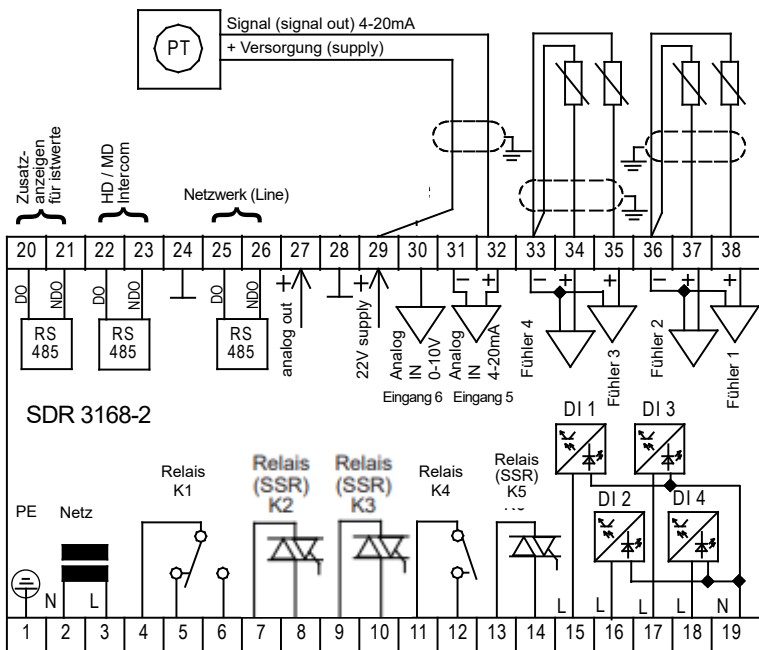 PT
Signal (signal out) 4-20mA
+ Versorgung (supply)
Zusatz-
anzeigen
für istwerte
HD / MD
Intercom
Netzwerk (Line)
20 21 22 23 24 25 26 27 28 29 30 31 32 33 34 35 36 37 38
DO NDO DO NDO DO NDO + + − + − + + − + +
RS
485
RS
485
RS
485
analog out
22V supply
Analog
IN
0-10V
Eingang 6
Analog
IN
4-20mA
Eingang 5
Fühler 4
Fühler 3
Fühler 2
Fühler 1
SDR 3168-2
DI 1
DI 3
DI 2
DI 4
PE
Netz
Relais
K1
Relais
(SSR)
K2
Relais
(SSR)
K3
Relais
K4
Relais
(SSR)
K5
N L L L L L N
1 2 3 4 5 6 7 8 9 10 11 12 13 14 15 16 17 18 19